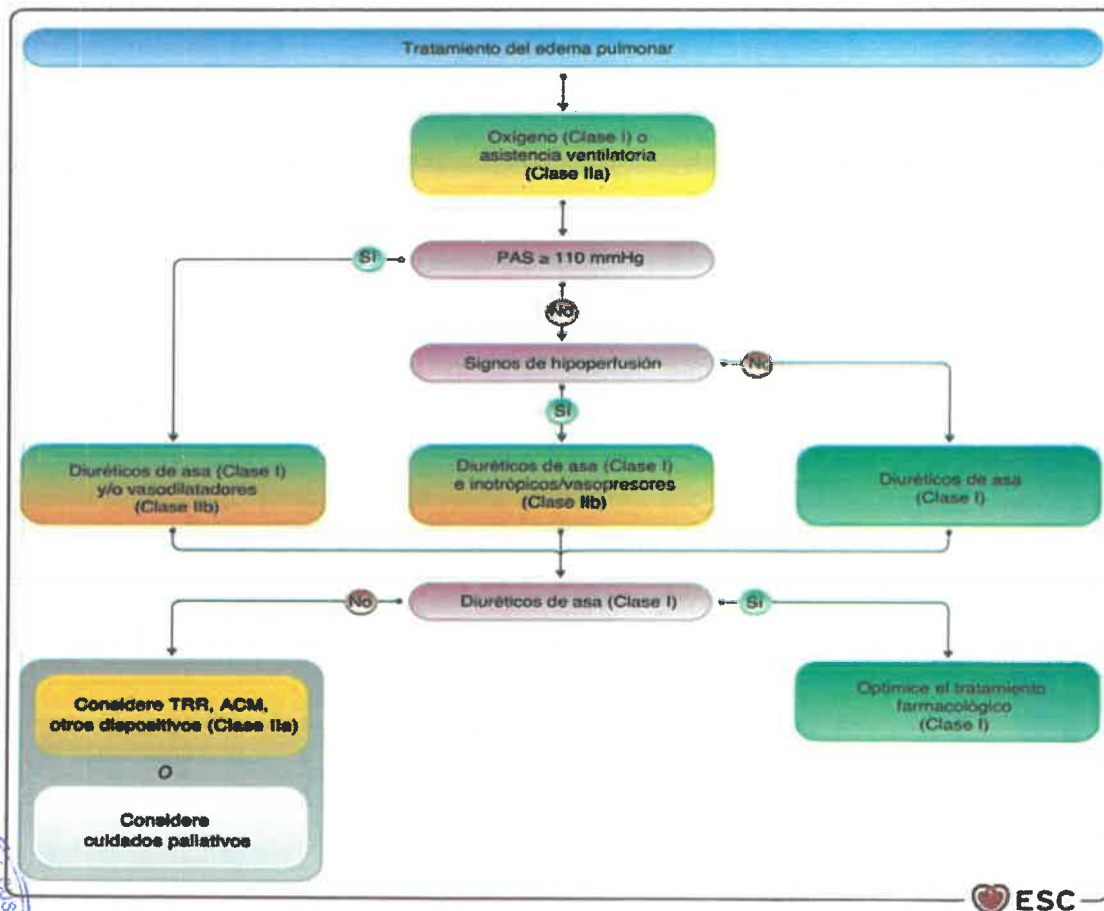 Tratamiento del edema pulmonar
Oxígeno (Clase I) o
asistencia ventilatoria
(Clase IIa)
Sí
PAS ≥ 110 mmHg
No
Signos de hipoperfusión
No
Sí
Diuréticos de asa (Clase I)
y/o vasodilatadores
(Clase IIb)
Diuréticos de asa (Clase I)
e inotrópicos/vasopresores
(Clase IIb)
Diuréticos de asa
(Clase I)
No
Diuréticos de asa (Clase I)
Sí
Considere TRR, ACM,
otros dispositivos (Clase IIa)
O
Considere
cuidados paliativos
Optimice el tratamiento
farmacológico
(Clase I)
ESC